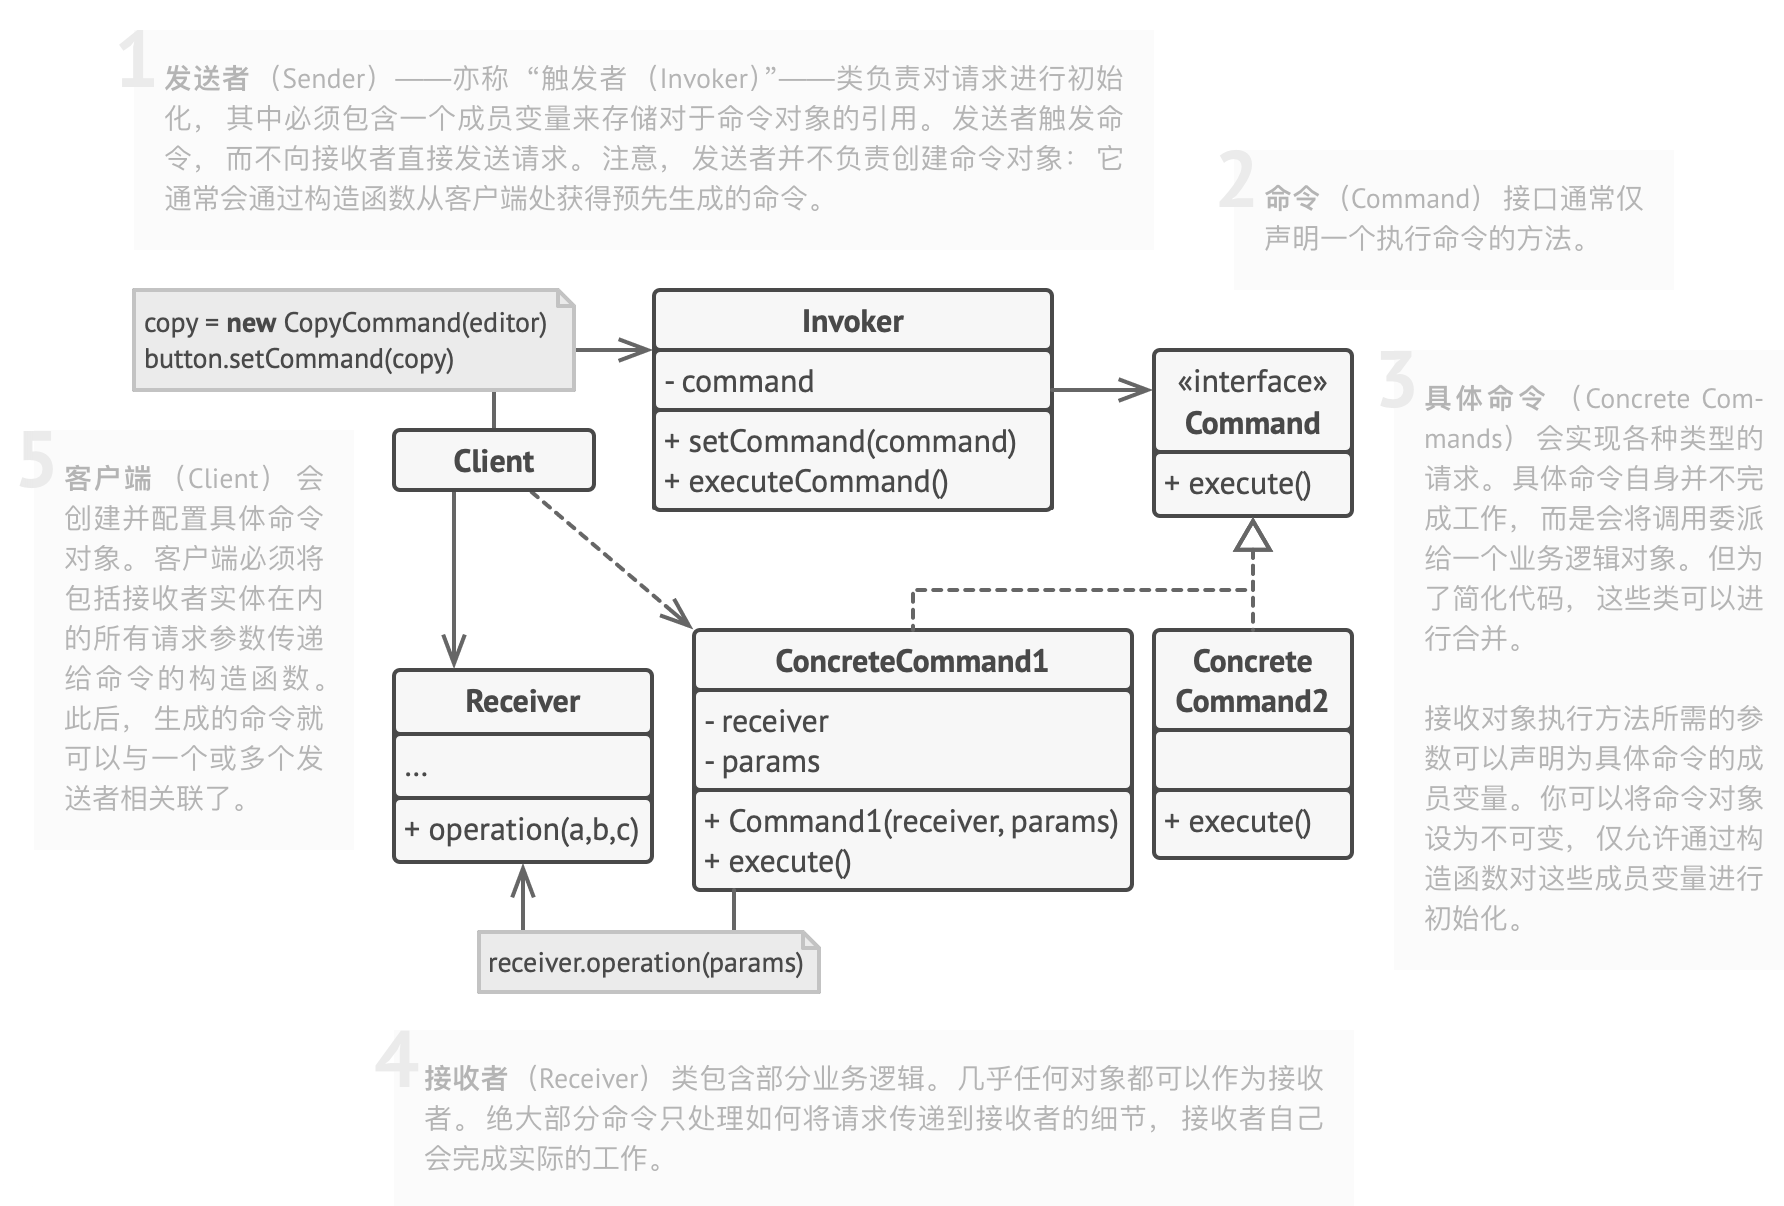 1
发送者 （Sender） ——亦称 “触发者 （Invoker）”——类负责对请求进行初始
化， 其中必须包含一个成员变量来存储对于命令对象的引用。 发送者触发命
令， 而不向接收者直接发送请求。 注意， 发送者并不负责创建命令对象： 它
通常会通过构造函数从客户端处获得预先生成的命令。
2
命令 （Command） 接口通常仅
声明一个执行命令的方法。
copy = new CopyCommand(editor)
button.setCommand(copy)
Invoker
- command
+ setCommand(command)
+ executeCommand()
«interface»
Command
+ execute()
3
具体命令 （Concrete Com-
mands） 会实现各种类型的
请求。 具体命令自身并不完
成工作， 而是会将调用委派
给一个业务逻辑对象。 但为
了简化代码， 这些类可以进
行合并。
接收对象执行方法所需的参
数可以声明为具体命令的成
员变量。 你可以将命令对象
设为不可变， 仅允许通过构
造函数对这些成员变量进行
初始化。
Client
5
客户端 （Client） 会
创建并配置具体命令
对象。 客户端必须将
包括接收者实体在内
的所有请求参数传递
给命令的构造函数。
此后， 生成的命令就
可以与一个或多个发
送者相关联了。
Receiver
...
+ operation(a,b,c)
ConcreteCommand1
- receiver
- params
+ Command1(receiver, params)
+ execute()
Concrete
Command2
+ execute()
receiver.operation(params)
4
接收者 （Receiver） 类包含部分业务逻辑。 几乎任何对象都可以作为接收
者。 绝大部分命令只处理如何将请求传递到接收者的细节， 接收者自己
会完成实际的工作。